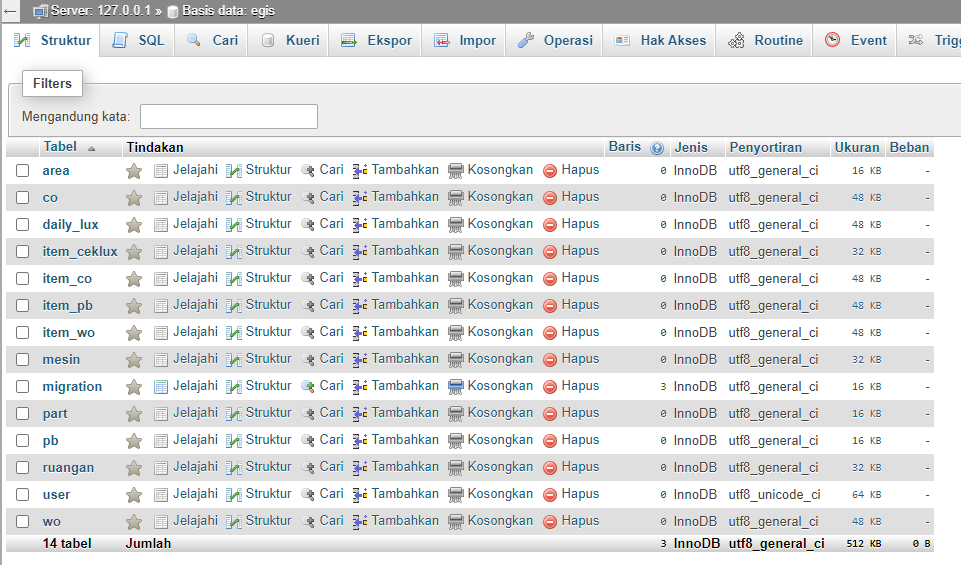 Server: 127.0.0.1 » Basis data: egis
Struktur SQL Cari Kueri Ekspor Impor Operasi Hak Akses Routine Event Trigg
Filters
Mengandung kata:
Tabel Tindakan Baris Jenis Penyortiran Ukuran Beban
area Jelajahi Struktur Cari Tambahkan Kosongkan Hapus 0 InnoDB utf8_general_ci 16 KB -
co Jelajahi Struktur Cari Tambahkan Kosongkan Hapus 0 InnoDB utf8_general_ci 48 KB -
daily_lux Jelajahi Struktur Cari Tambahkan Kosongkan Hapus 0 InnoDB utf8_general_ci 48 KB -
item_ceklux Jelajahi Struktur Cari Tambahkan Kosongkan Hapus 0 InnoDB utf8_general_ci 32 KB -
item_co Jelajahi Struktur Cari Tambahkan Kosongkan Hapus 0 InnoDB utf8_general_ci 48 KB -
item_pb Jelajahi Struktur Cari Tambahkan Kosongkan Hapus 0 InnoDB utf8_general_ci 48 KB -
item_wo Jelajahi Struktur Cari Tambahkan Kosongkan Hapus 0 InnoDB utf8_general_ci 48 KB -
mesin Jelajahi Struktur Cari Tambahkan Kosongkan Hapus 0 InnoDB utf8_general_ci 32 KB -
migration Jelajahi Struktur Cari Tambahkan Kosongkan Hapus 3 InnoDB utf8_general_ci 16 KB -
part Jelajahi Struktur Cari Tambahkan Kosongkan Hapus 0 InnoDB utf8_general_ci 16 KB -
pb Jelajahi Struktur Cari Tambahkan Kosongkan Hapus 0 InnoDB utf8_general_ci 16 KB -
ruangan Jelajahi Struktur Cari Tambahkan Kosongkan Hapus 0 InnoDB utf8_general_ci 32 KB -
user Jelajahi Struktur Cari Tambahkan Kosongkan Hapus 0 InnoDB utf8_unicode_ci 64 KB -
wo Jelajahi Struktur Cari Tambahkan Kosongkan Hapus 0 InnoDB utf8_general_ci 48 KB -
14 tabel Jumlah 3 InnoDB utf8_general_ci 512 KB 0 B